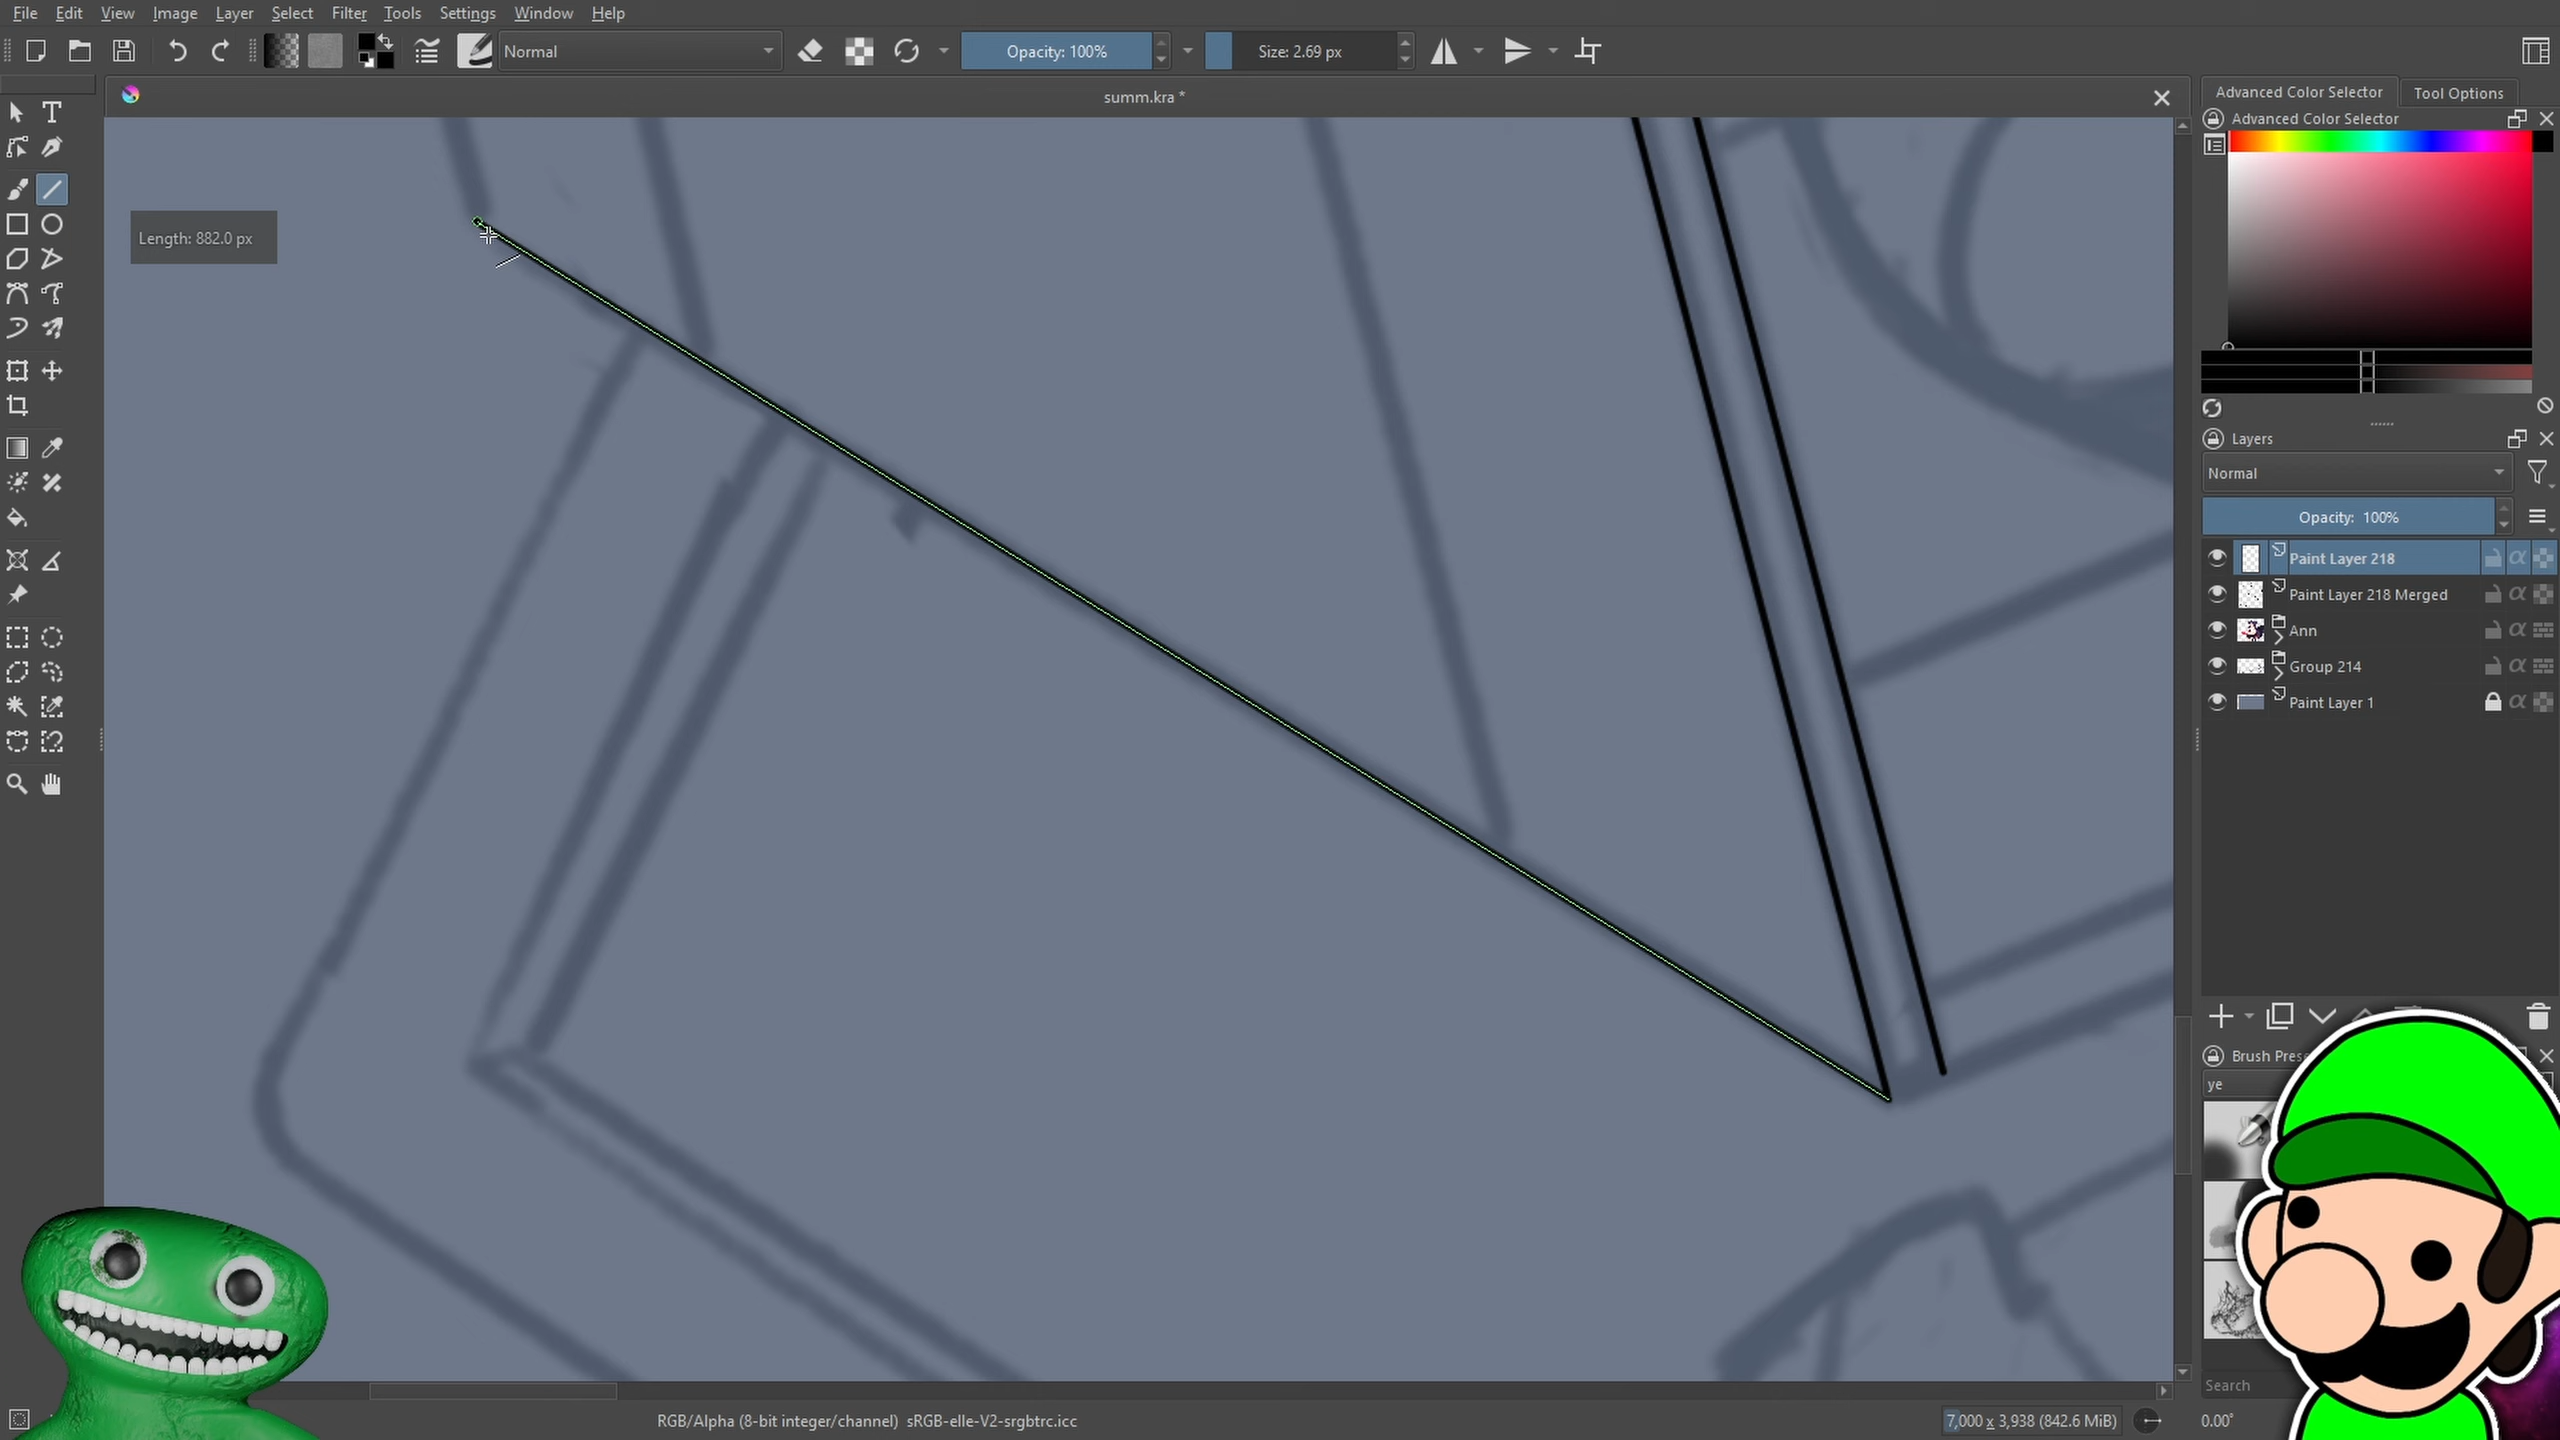 File Edit View Image Layer Select Filter Tools Settings Window Help
Normal
Opacity: 100%
Size: 2.69 px
summ.kra *
Advanced Color Selector
Tool Options
Advanced Color Selector
Length: 882.0 px
Layers
Normal
Opacity: 100%
Paint Layer 218
Paint Layer 218 Merged
Ann
Group 214
Paint Layer 1
Brush Pres
ye
Search
RGB/Alpha (8-bit integer/channel) sRGB-elle-V2-srgbtrc.icc
7,000 x 3,938 (842.6 MiB)
0.00°